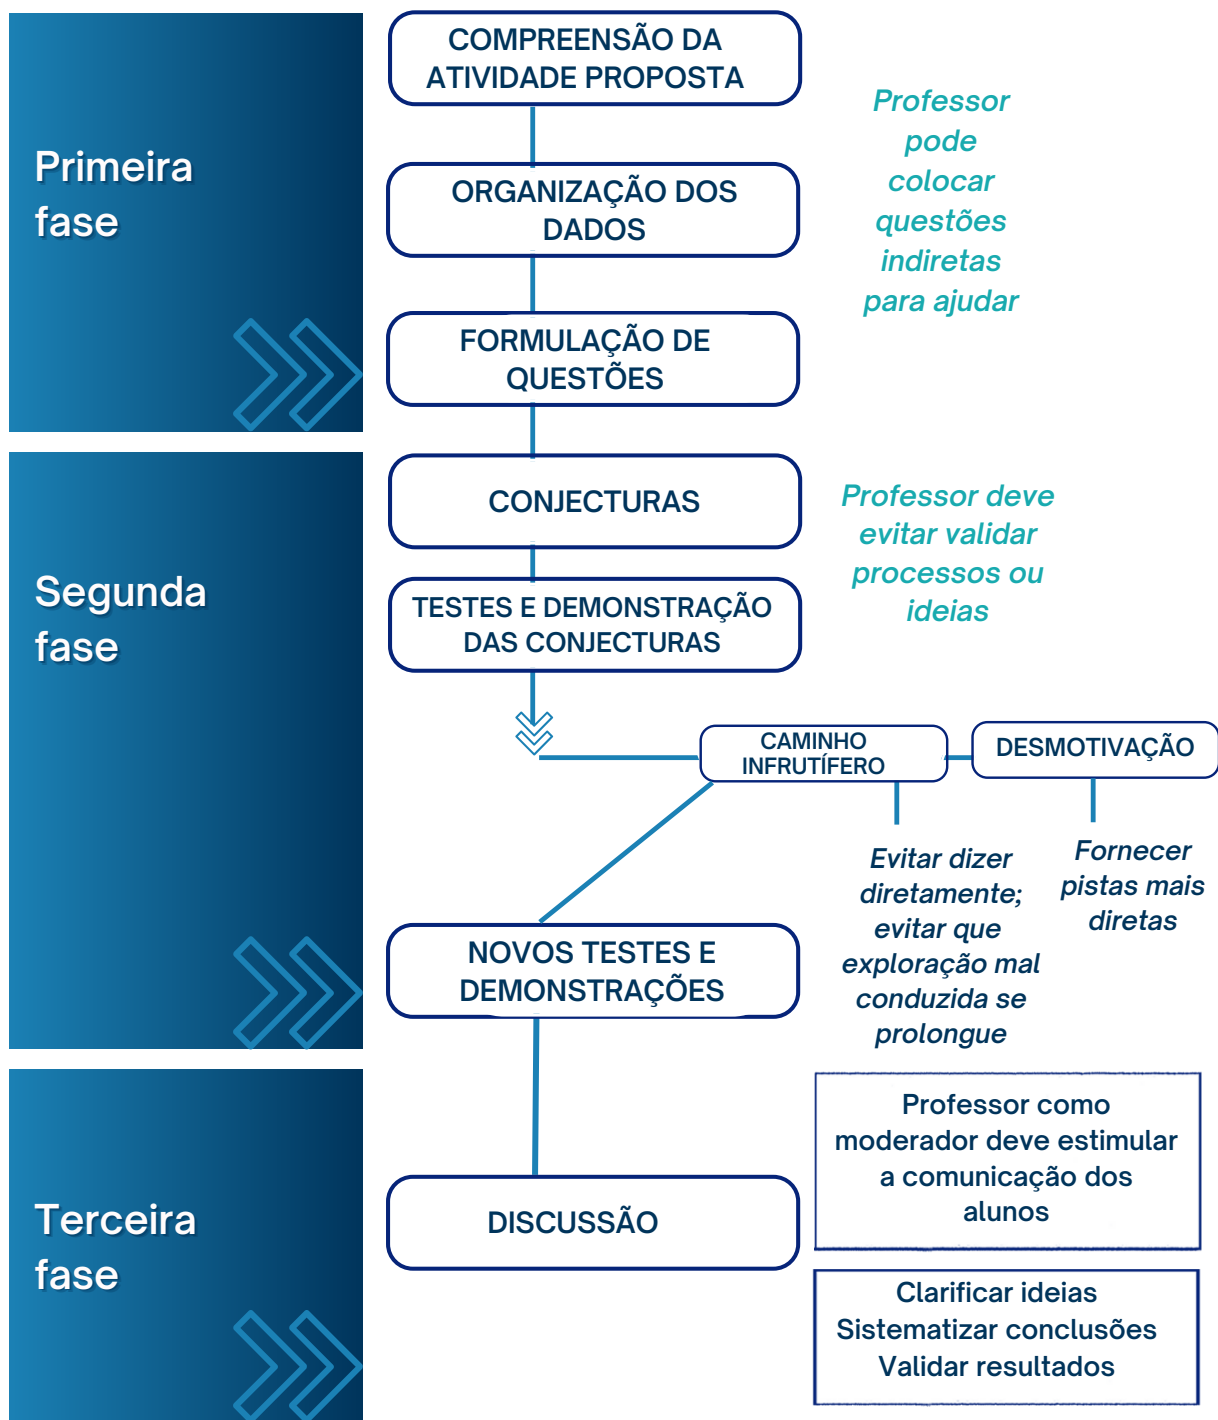 Primeira
fase
COMPREENSÃO DA
ATIVIDADE PROPOSTA
ORGANIZAÇÃO DOS
DADOS
FORMULAÇÃO DE
QUESTÕES
Professor
pode
colocar
questões
indiretas
para ajudar
Segunda
fase
CONJECTURAS
TESTES E DEMONSTRAÇÃO
DAS CONJECTURAS
Professor deve
evitar validar
processos ou
ideias
CAMINHO
INFRUTÍFERO
DESMOTIVAÇÃO
Evitar dizer
diretamente;
evitar que
exploração mal
conduzida se
prolongue
Fornecer
pistas mais
diretas
NOVOS TESTES E
DEMONSTRAÇÕES
Terceira
fase
DISCUSSÃO
Professor como
moderador deve estimular
a comunicação dos
alunos
Clarificar ideias
Sistematizar conclusões
Validar resultados